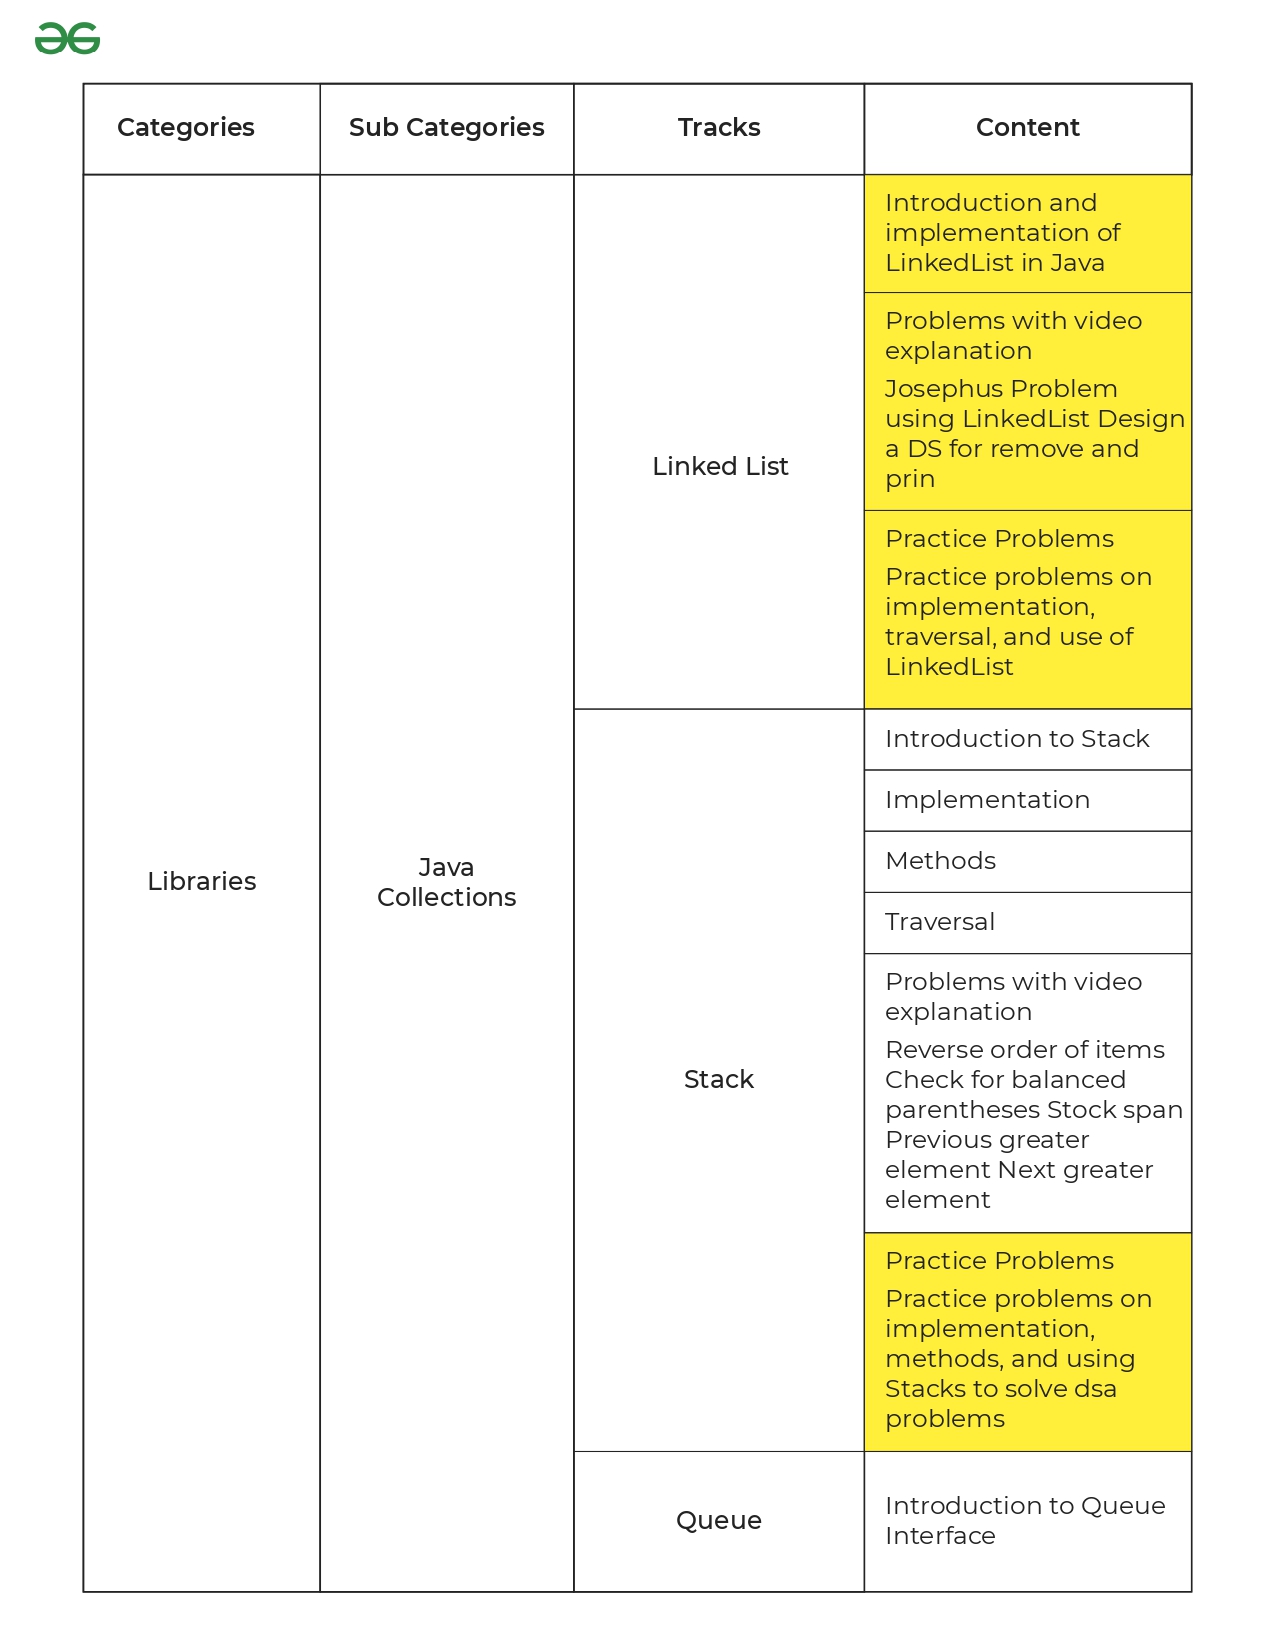 Categories
Sub Categories
Tracks
Content
Libraries
Java
Collections
Linked List
Introduction and
implementation of
LinkedList in Java
Problems with video
explanation
Josephus Problem
using LinkedList Design
a DS for remove and
prin
Practice Problems
Practice problems on
implementation,
traversal, and use of
LinkedList
Stack
Introduction to Stack
Implementation
Methods
Traversal
Problems with video
explanation
Reverse order of items
Check for balanced
parentheses Stock span
Previous greater
element Next greater
element
Practice Problems
Practice problems on
implementation,
methods, and using
Stacks to solve dsa
problems
Queue
Introduction to Queue
Interface